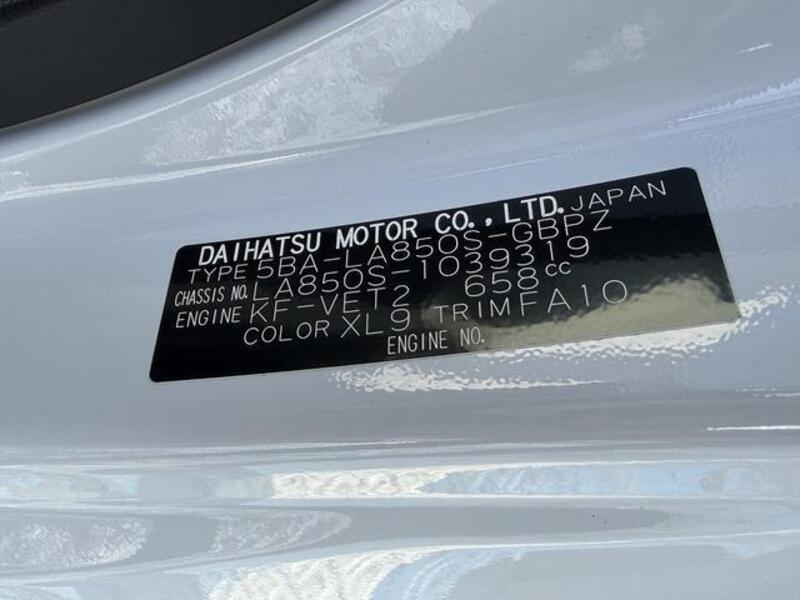 DAIHATSU MOTOR CO., LTD. JAPAN
TYPE 5BA-LA850S-GBPZ
CHASSIS NO. LA850S-1039319
ENGINE KF-VET2 658cc
COLOR XL9 TRIM FA10
ENGINE NO.